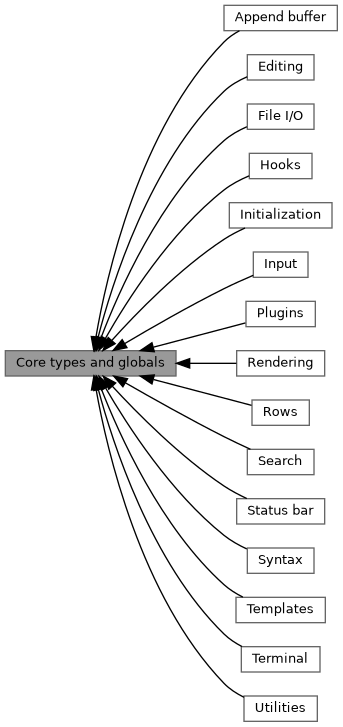 Append buffer
Editing
File I/O
Hooks
Initialization
Input
Plugins
Core types and globals
Rendering
Rows
Search
Status bar
Syntax
Templates
Terminal
Utilities